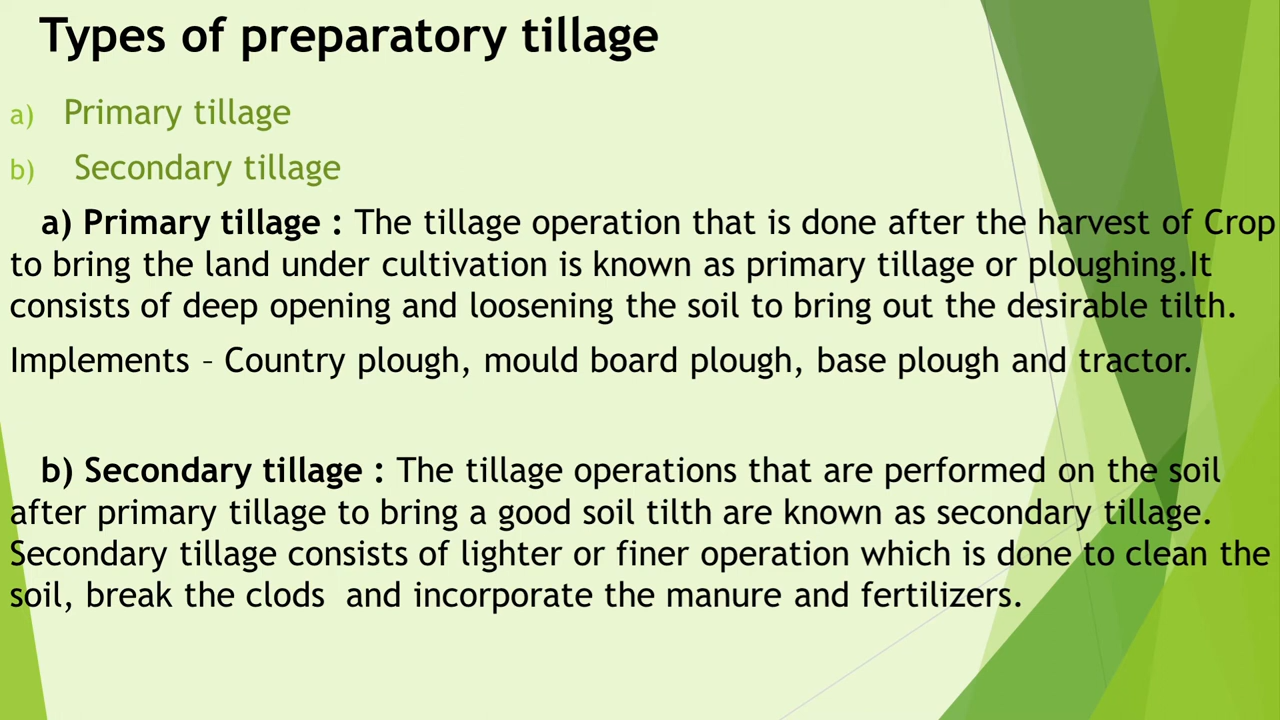 Types of preparatory tillage
a) Primary tillage
b) Secondary tillage
a) Primary tillage : The tillage operation that is done after the harvest of Crop
to bring the land under cultivation is known as primary tillage or ploughing.It
consists of deep opening and loosening the soil to bring out the desirable tilth.
Implements – Country plough, mould board plough, base plough and tractor.
b) Secondary tillage : The tillage operations that are performed on the soil
after primary tillage to bring a good soil tilth are known as secondary tillage.
Secondary tillage consists of lighter or finer operation which is done to clean the
soil, break the clods  and incorporate the manure and fertilizers.